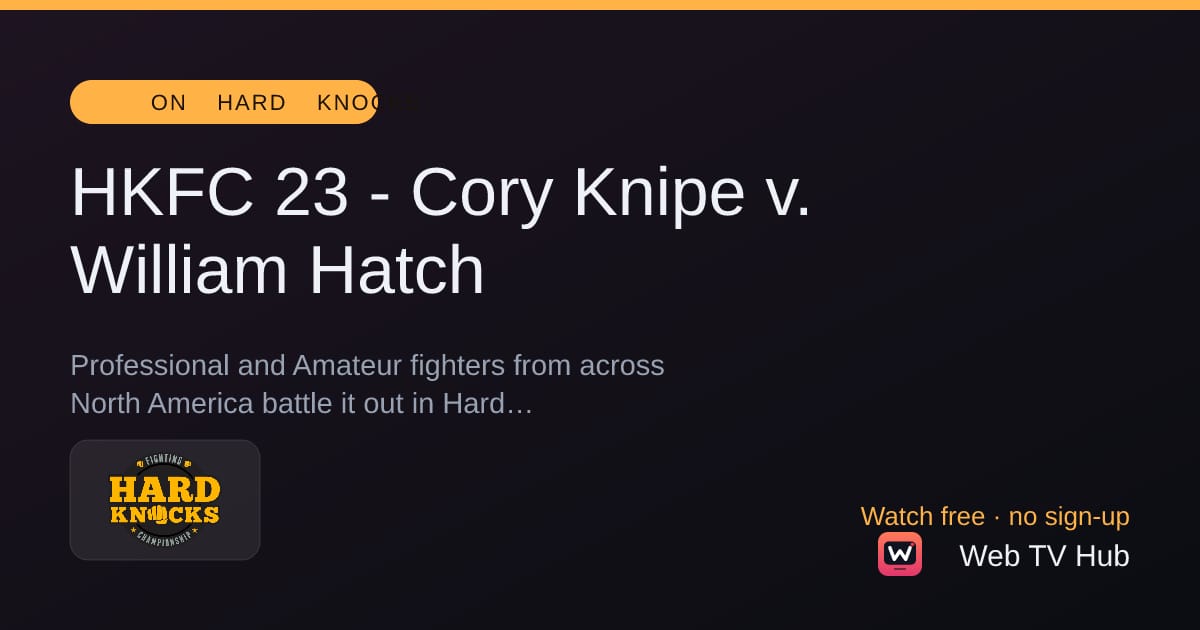 ON HARD
HKFC 23 - Cory Knipe v.
William Hatch
Professional and Amateur fighters from across
North America battle it out in Hard…
FIGHTING
HARD
KNOCKS
CHAMPIONSHIP
Watch free · no sign-up
W
Web TV Hub